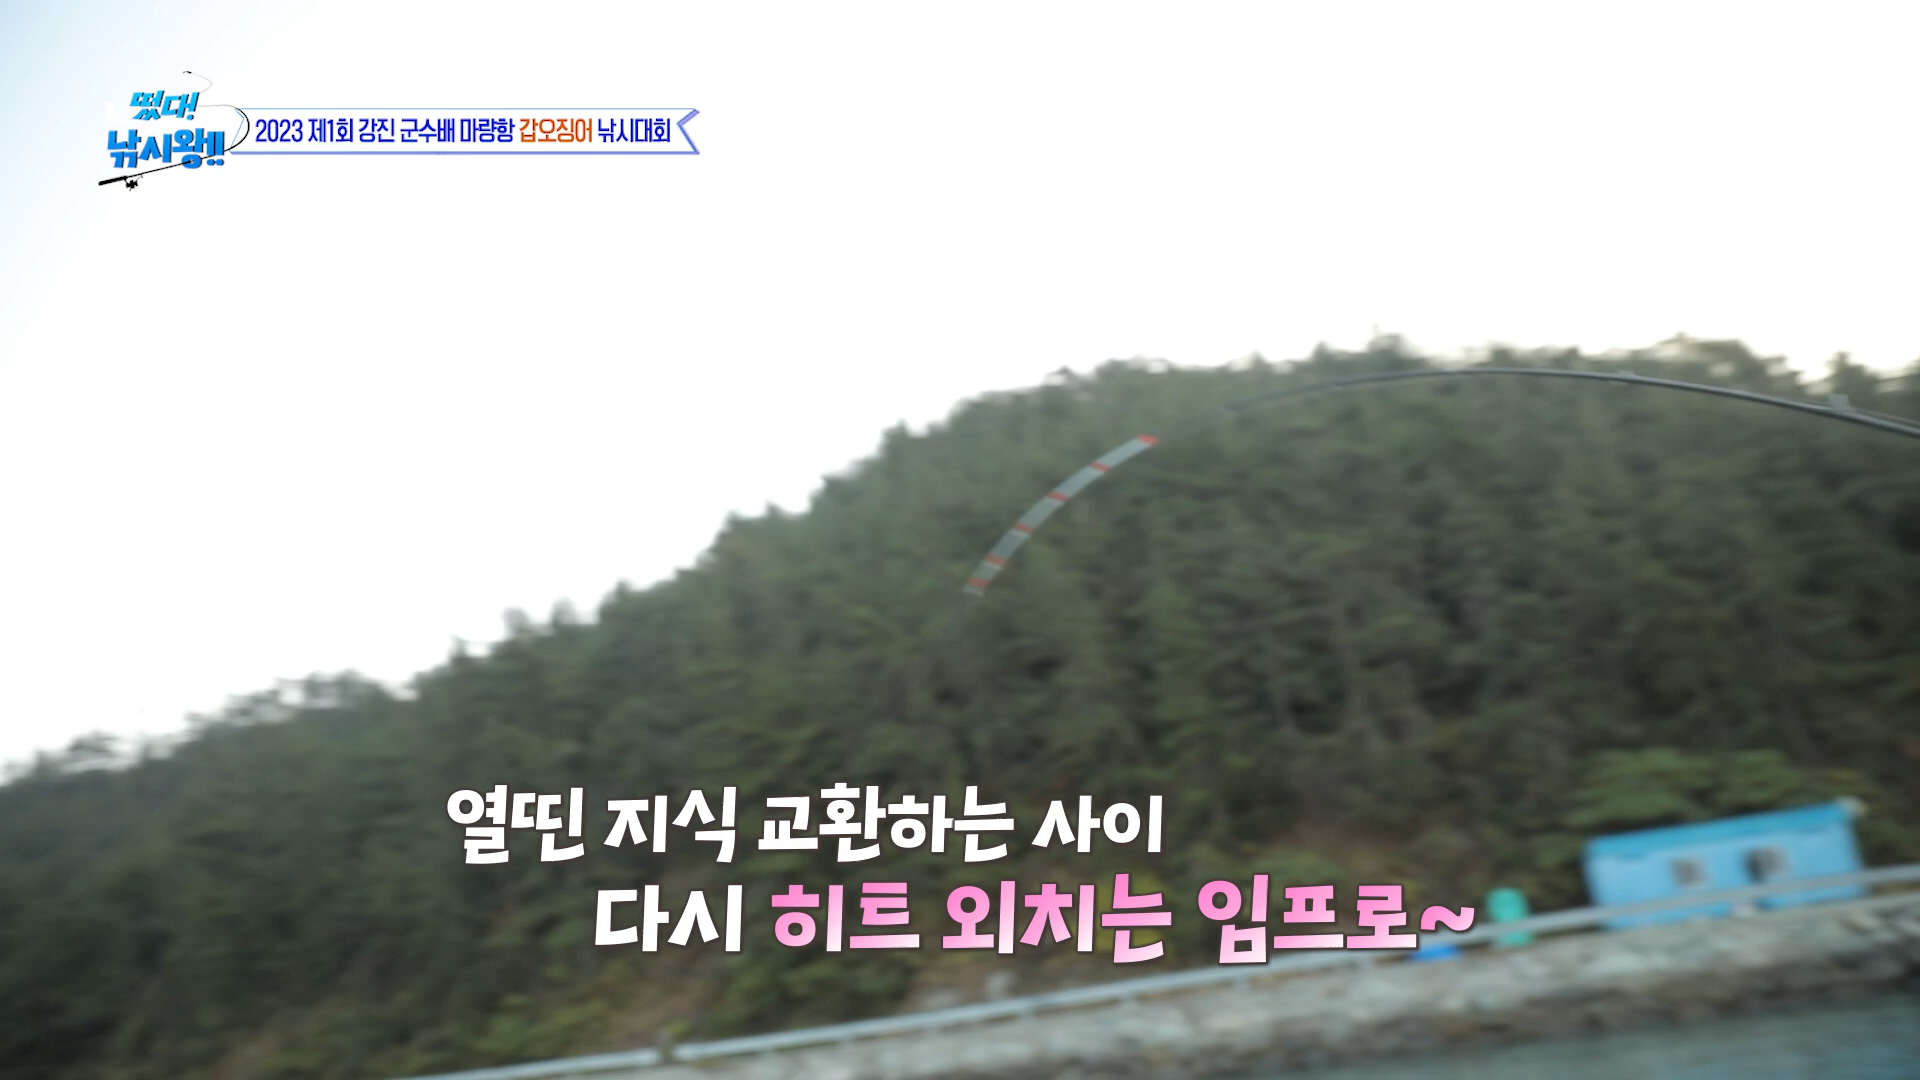 떴다!
낚시왕!!
2023 제1회 강진 군수배 마량항 갑오징어 낚시대회
열띤 지식 교환하는 사이
다시 히트 외치는 임프로~